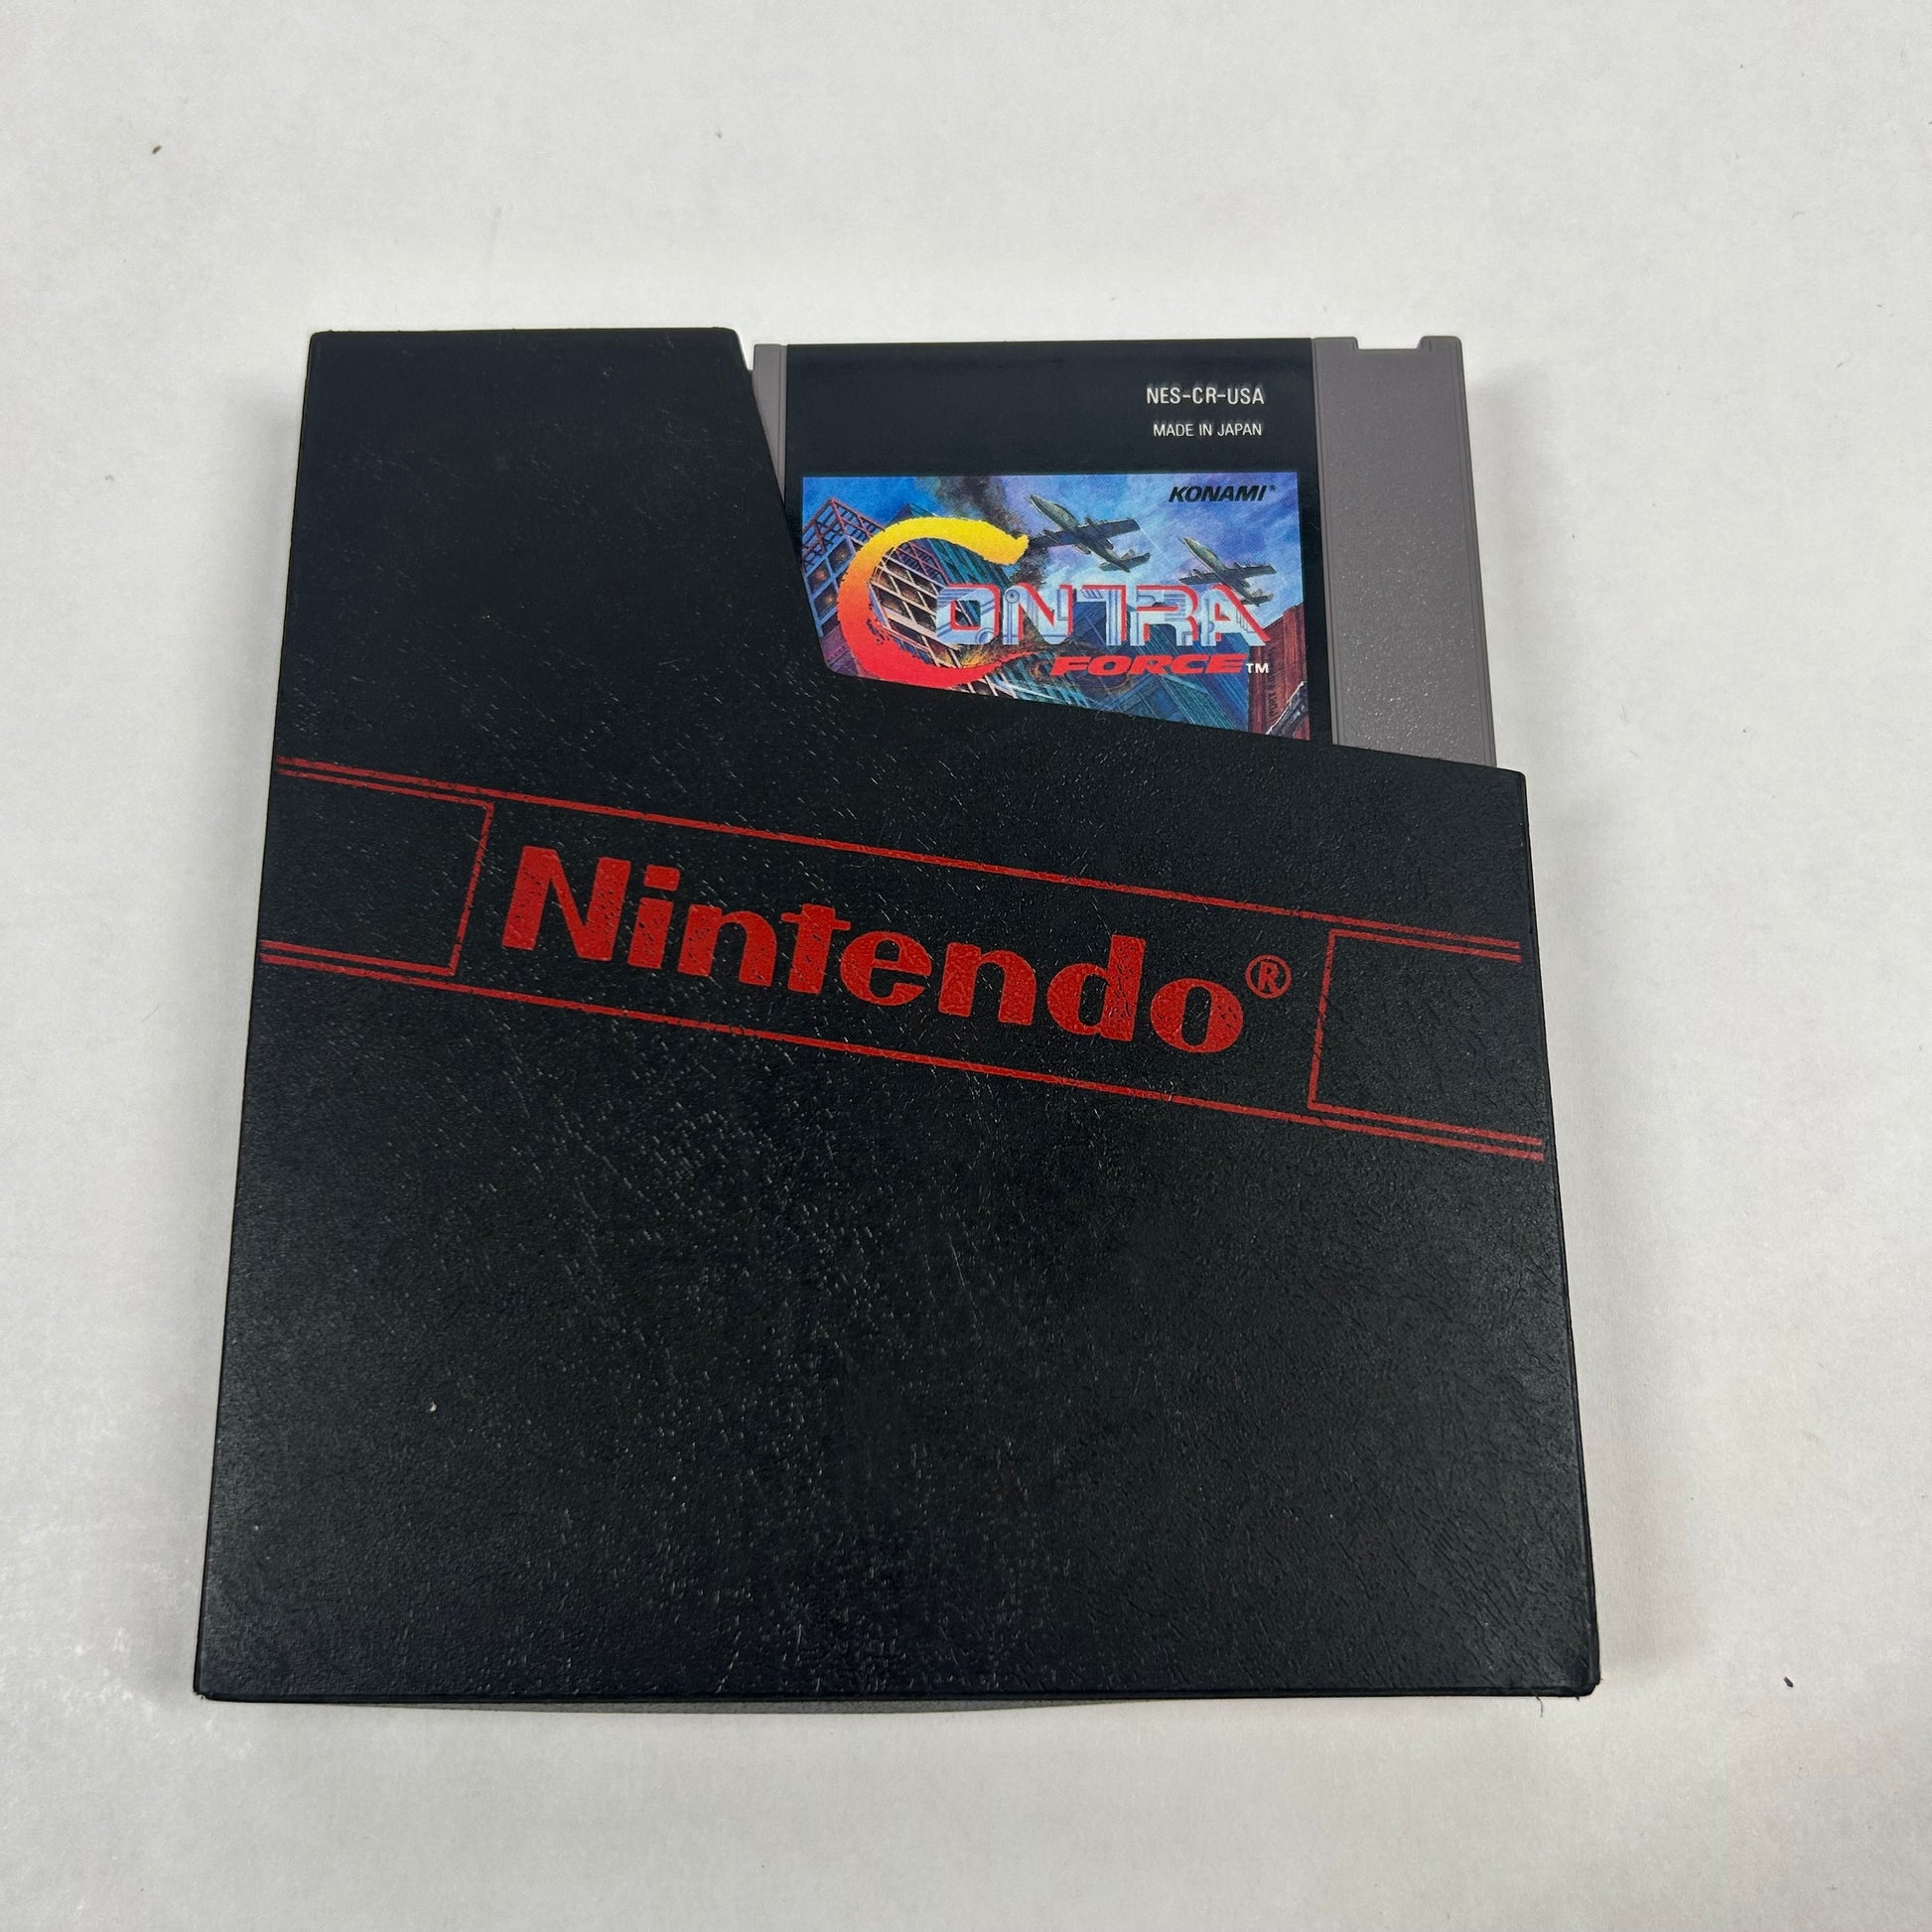 NES-CR-USA
MADE IN JAPAN
KONAMI®
CONTRA
FORCE™
Nintendo®